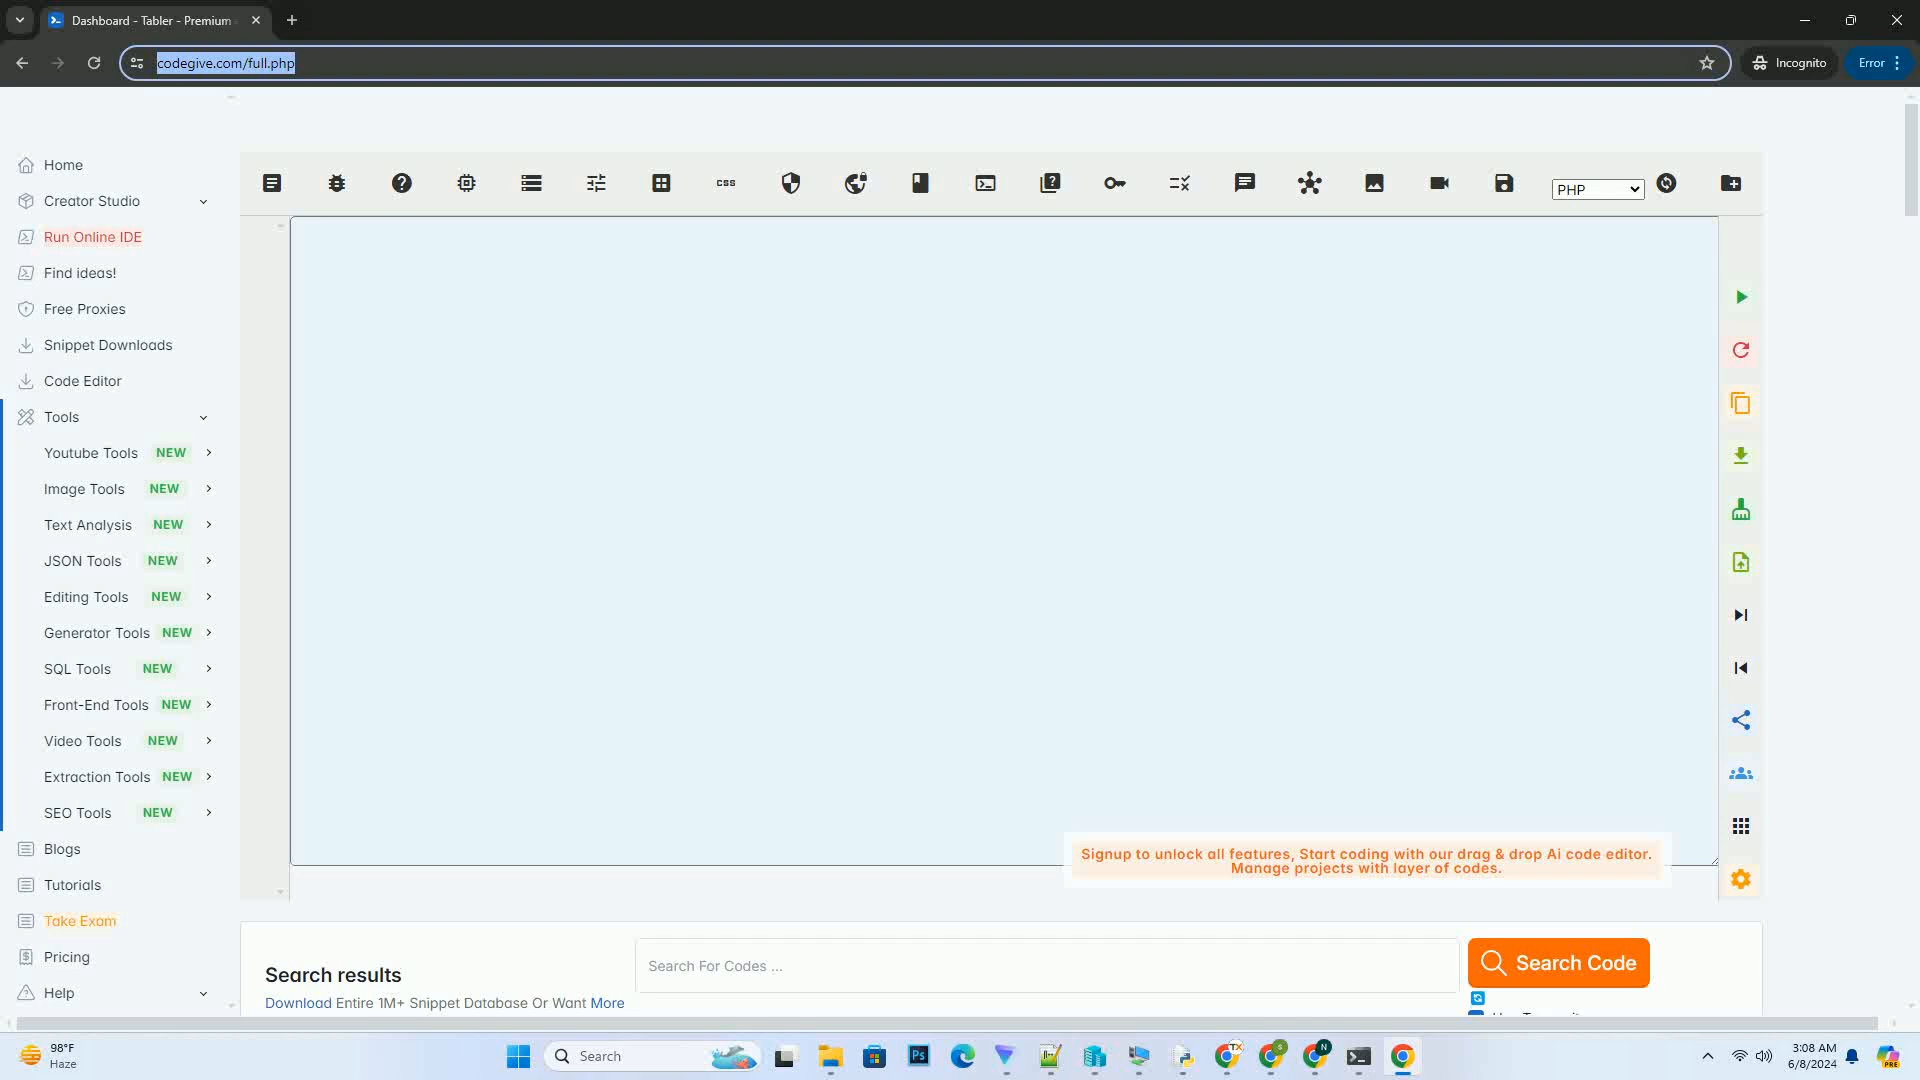 Dashboard - Tabler - Premium
codegive.com/full.php
Incognito
Error
Home
Creator Studio
Run Online IDE
Find ideas!
Free Proxies
Snippet Downloads
Code Editor
Tools
Youtube Tools NEW
Image Tools NEW
Text Analysis NEW
JSON Tools NEW
Editing Tools NEW
Generator Tools NEW
SQL Tools NEW
Front-End Tools NEW
Video Tools NEW
Extraction Tools NEW
SEO Tools NEW
Blogs
Tutorials
Take Exam
Pricing
Help
css
PHP
Signup to unlock all features, Start coding with our drag & drop Ai code editor.
Manage projects with layer of codes.
Search results
Download Entire 1M+ Snippet Database Or Want More
Search For Codes ...
Search Code
98°F
Haze
Search
Ps
TX
S
N
3:08 AM
6/8/2024
PRE